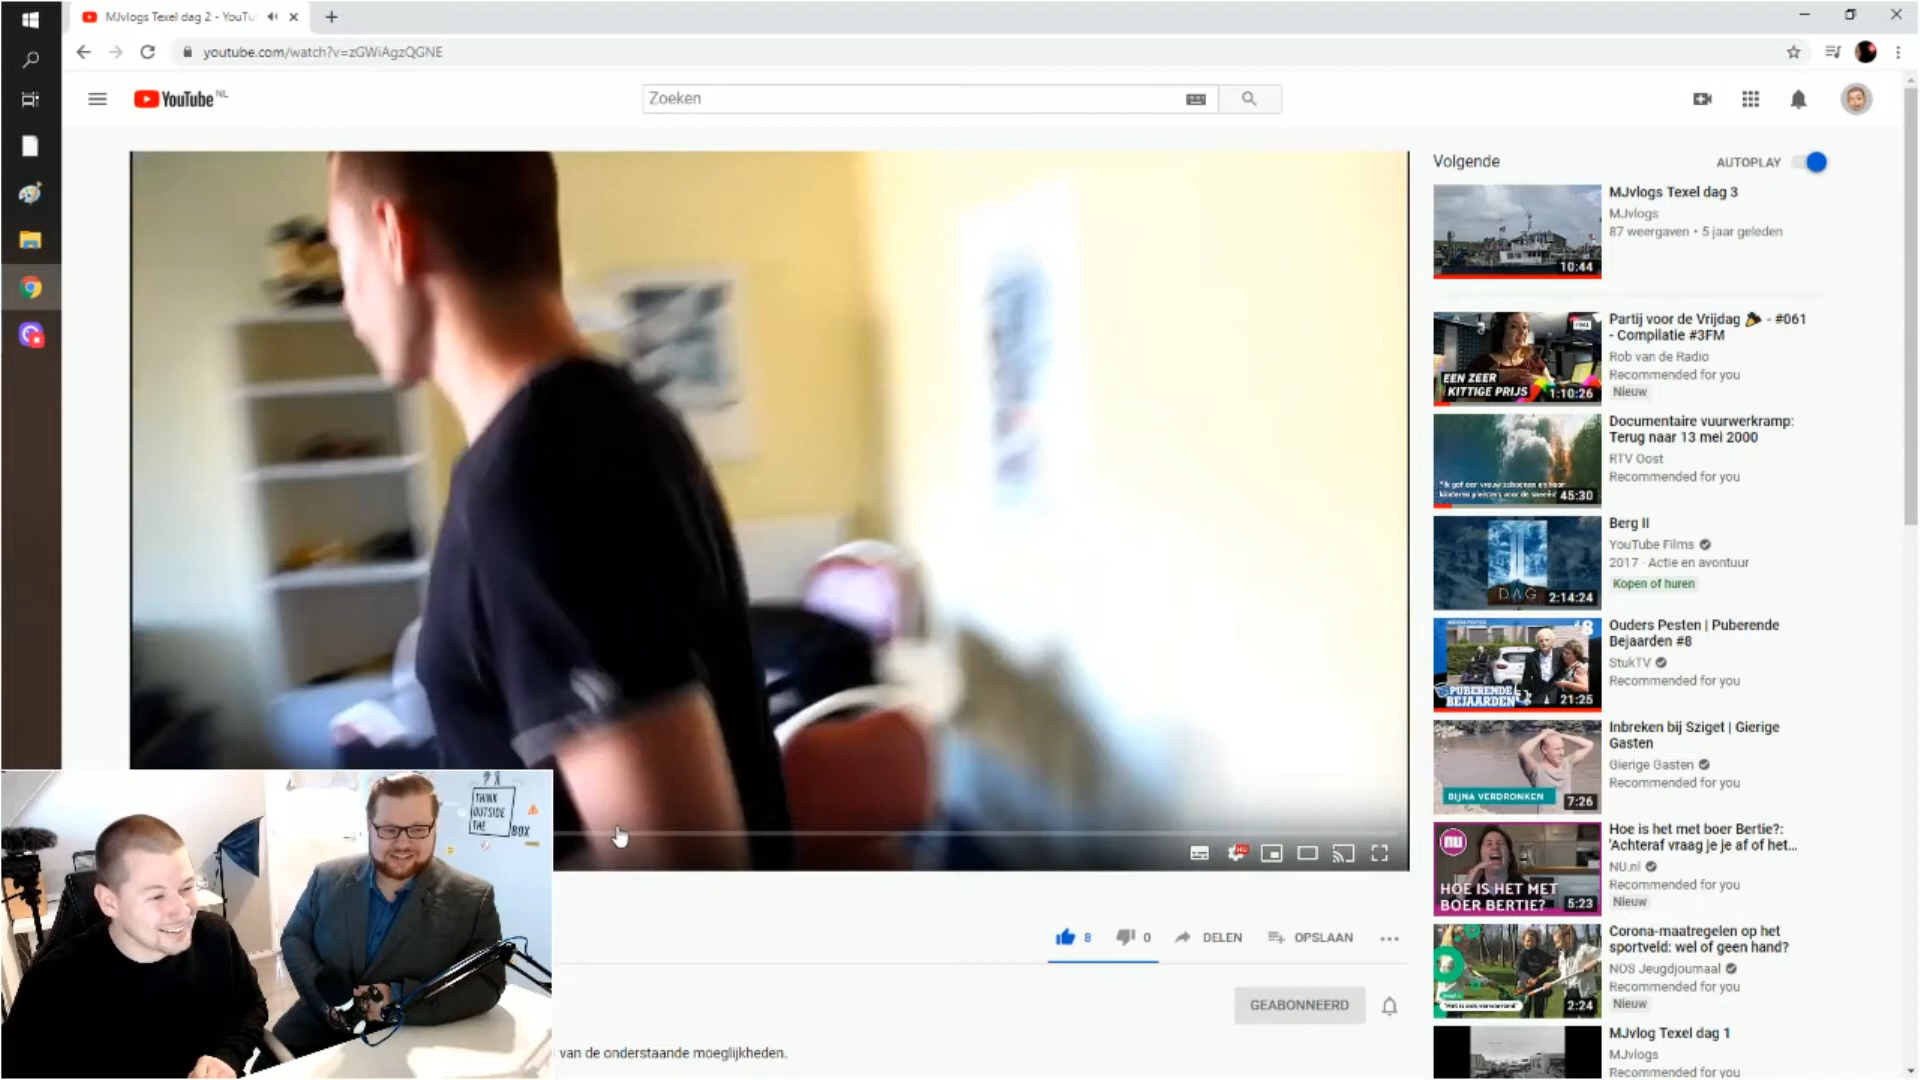 MJvlogs Texel dag 2 - YouTu
youtube.com/watch?v=zGWiAgzQGNE
YouTube NL
Zoeken
Volgende
AUTOPLAY
MJvlogs Texel dag 3
MJvlogs
87 weergaven • 5 jaar geleden
10:44
Partij voor de Vrijdag 🎉 - #061
- Compilatie #3FM
Rob van de Radio
Recommended for you
Nieuw
EEN ZEER
KITTIGE PRIJS
1:10:26
Documentaire vuurwerkramp:
Terug naar 13 mei 2000
RTV Oost
Recommended for you
45:30
Berg II
YouTube Films
2017 · Actie en avontuur
Kopen of huren
DAG
2:14:24
Ouders Pesten | Puberende
Bejaarden #8
StukTV
Recommended for you
#8
PUBERENDE
BEJAARDEN
21:25
Inbreken bij Sziget | Gierige
Gasten
Gierige Gasten
Recommended for you
BIJNA VERDRONKEN
7:26
Hoe is het met boer Bertie?:
'Achteraf vraag je je af of het...
NU.nl
Recommended for you
Nieuw
NU
HOE IS HET MET
BOER BERTIE?
5:23
Corona-maatregelen op het
sportveld: wel of geen hand?
NOS Jeugdjournaal
Recommended for you
Nieuw
2:24
MJvlog Texel dag 1
MJvlogs
Recommended for you
HD
8
0
DELEN
OPSLAAN
GEABONNEERD
van de onderstaande moeglijkheden.
THINK
OUTSIDE
THE
BOX